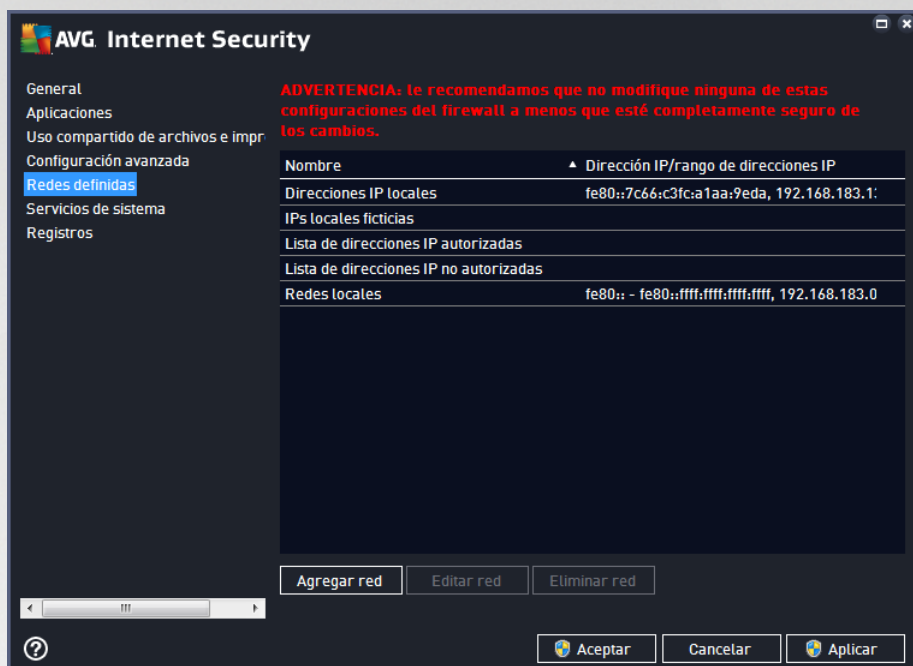 AVG Internet Security
General
Aplicaciones
Uso compartido de archivos e impr
Configuración avanzada
Redes definidas
Servicios de sistema
Registros
ADVERTENCIA: le recomendamos que no modifique ninguna de estas
configuraciones del firewall a menos que esté completamente seguro de
los cambios.
Nombre Dirección IP/rango de direcciones IP
Direcciones IP locales fe80::7c66:c3fc:a1aa:9eda, 192.168.183.1
IPs locales ficticias
Lista de direcciones IP autorizadas
Lista de direcciones IP no autorizadas
Redes locales fe80:: - fe80::ffff:ffff:ffff:ffff, 192.168.183.0
Agregar red Editar red Eliminar red
Aceptar Cancelar Aplicar